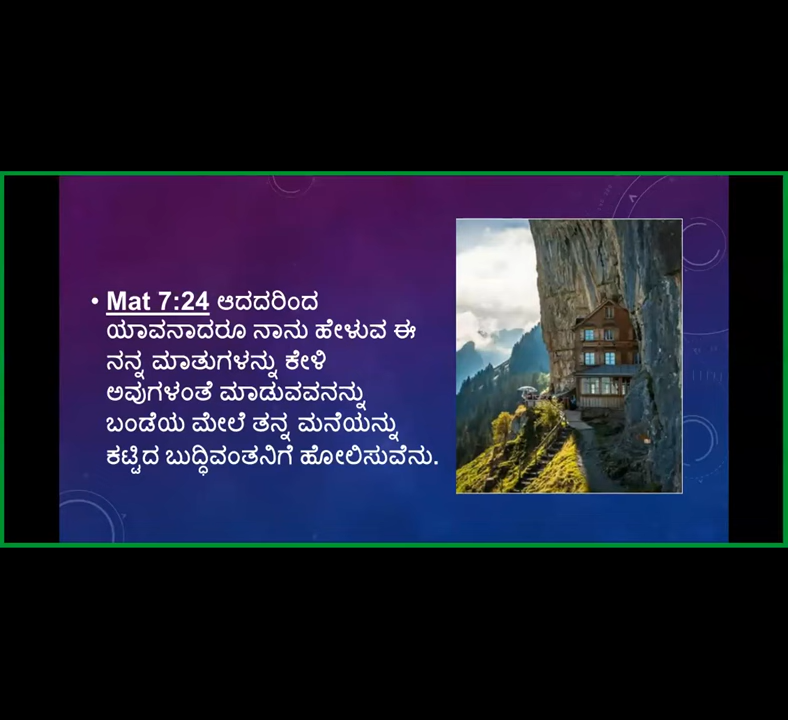 • Mat 7:24 ಆದದರಿಂದ
ಯಾವನಾದರೂ ನಾನು ಹೇಳುವ ಈ
ನನ್ನ ಮಾತುಗಳನ್ನು ಕೇಳಿ
ಅವುಗಳಂತೆ ಮಾಡುವವನನ್ನು
ಬಂಡೆಯ ಮೇಲೆ ತನ್ನ ಮನೆಯನ್ನು
ಕಟ್ಟಿದ ಬುದ್ಧಿವಂತನಿಗೆ ಹೋಲಿಸುವೆನು.